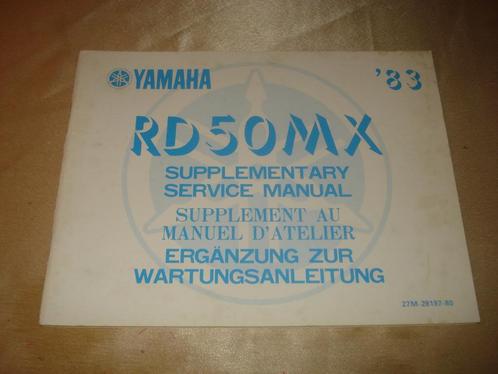 YAMAHA '83
RD50MX
SUPPLEMENTARY
SERVICE MANUAL
SUPPLEMENT AU
MANUEL D'ATELIER
ERGÄNZUNG ZUR
WARTUNGSANLEITUNG
27M-28197-80